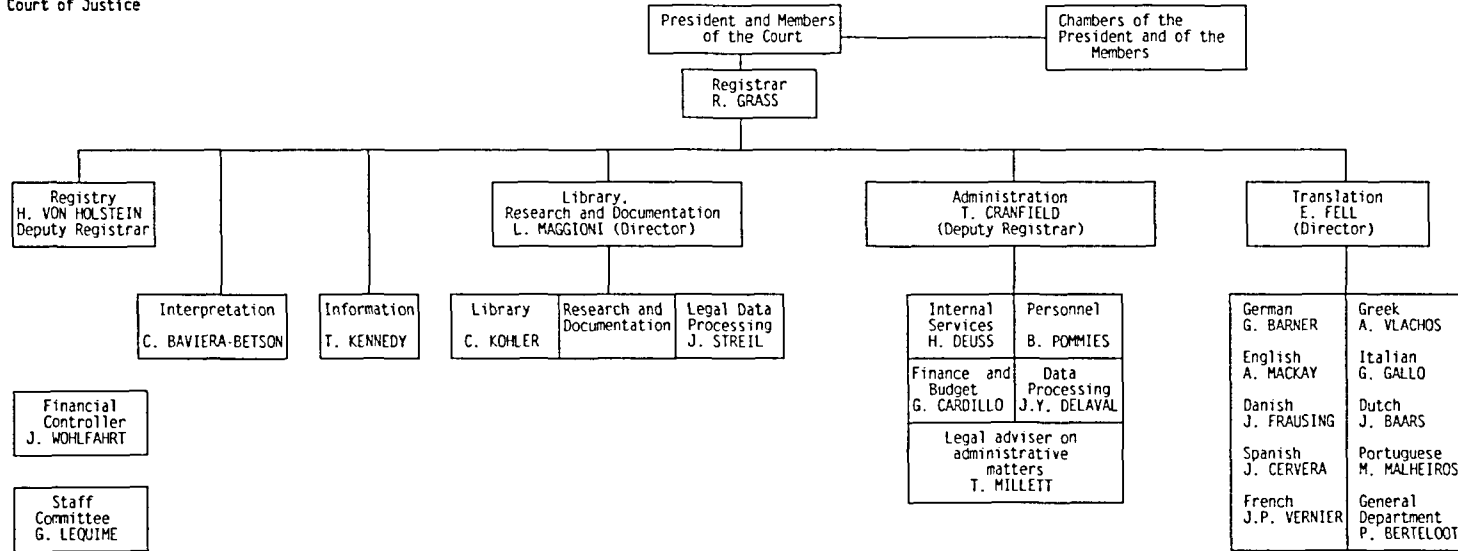 Court of Justice
President and Members
of the Court
Chambers of the
President and of the
Members
Registrar
R. GRASS
Registry
H. VON HOLSTEIN
Deputy Registrar
Library,
Research and Documentation
L. MAGGIONI (Director)
Administration
T. CRANFIELD
(Deputy Registrar)
Translation
E. FELL
(Director)
Interpretation
C. BAVIERA-BETSON
Information
T. KENNEDY
Library
C. KOHLER
Research and
Documentation
Legal Data
Processing
J. STREIL
Internal
Services
H. DEUSS
Personnel
B. POMMIES
Finance and
Budget
G. CARDILLO
Data
Processing
J.Y. DELAVAL
Legal adviser on
administrative
matters
T. MILLETT
German
G. BARNER
English
A. MACKAY
Danish
J. FRAUSING
Spanish
J. CERVERA
French
J.P. VERNIER
Greek
A. VLACHOS
Italian
G. GALLO
Dutch
J. BAARS
Portuguese
M. MALHEIROS
General
Department
P. BERTELOOT
Financial
Controller
J. WOHLFAHRT
Staff
Committee
G. LEQUIME